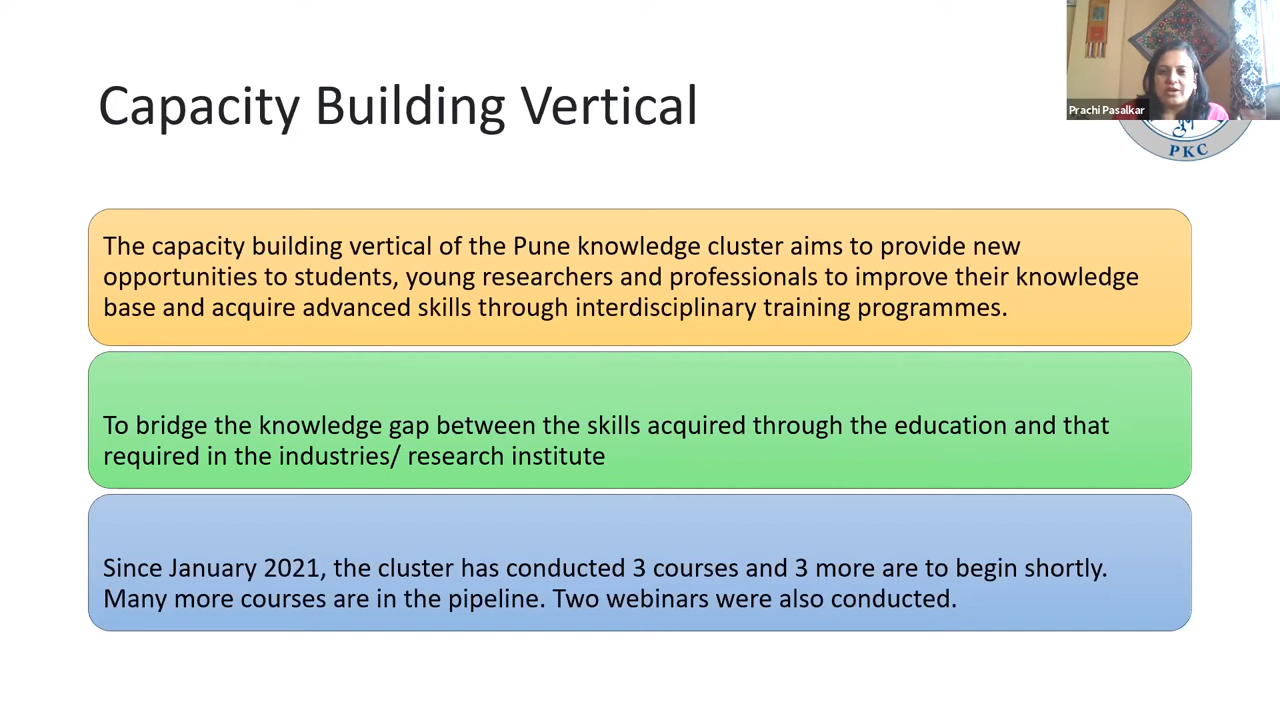 Capacity Building Vertical
Prachi Pasalkar
PKC
The capacity building vertical of the Pune knowledge cluster aims to provide new
opportunities to students, young researchers and professionals to improve their knowledge
base and acquire advanced skills through interdisciplinary training programmes.
To bridge the knowledge gap between the skills acquired through the education and that
required in the industries/ research institute
Since January 2021, the cluster has conducted 3 courses and 3 more are to begin shortly.
Many more courses are in the pipeline. Two webinars were also conducted.